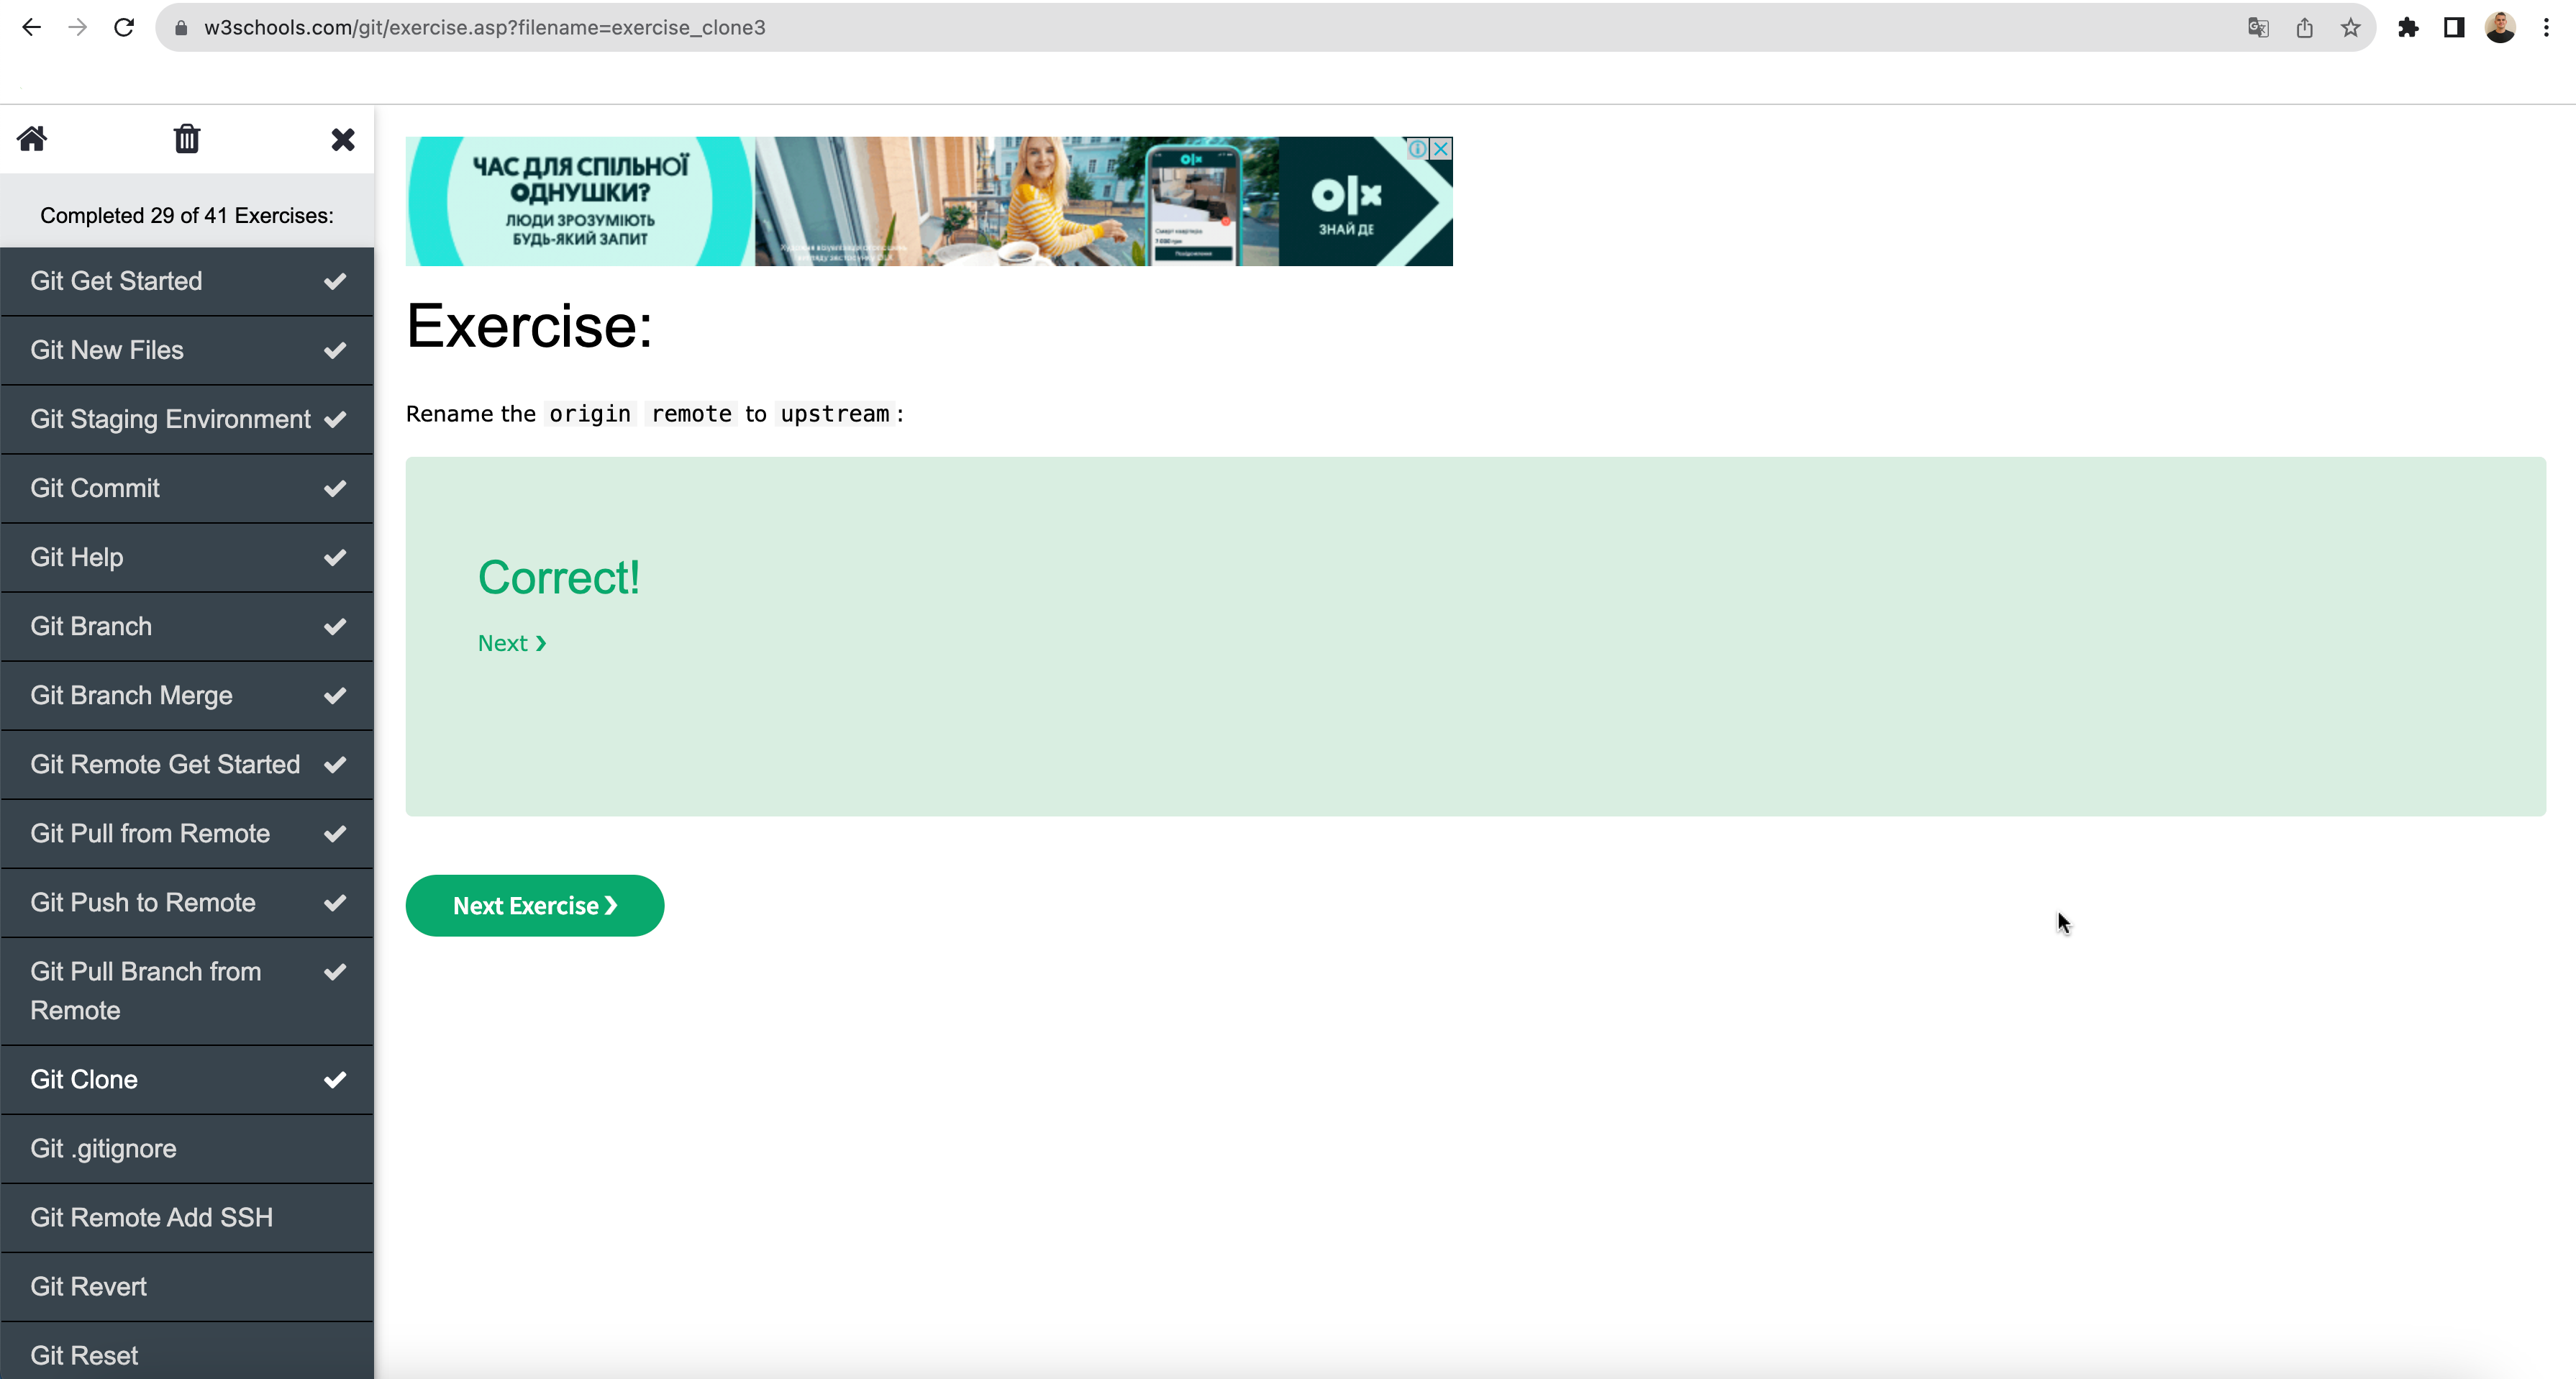 w3schools.com/git/exercise.asp?filename=exercise_clone3
Completed 29 of 41 Exercises:
Git Get Started
Git New Files
Git Staging Environment
Git Commit
Git Help
Git Branch
Git Branch Merge
Git Remote Get Started
Git Pull from Remote
Git Push to Remote
Git Pull Branch from
Remote
Git Clone
Git .gitignore
Git Remote Add SSH
Git Revert
Git Reset
ЧАС ДЛЯ СПІЛЬНОЇ
ОДНУШКИ?
ЛЮДИ ЗРОЗУМІЮТЬ
БУДЬ-ЯКИЙ ЗАПИТ
olx
olx
ЗНАЙ ДЕ
Exercise:
Rename the origin remote to upstream:
Correct!
Next ❯
Next Exercise ❯